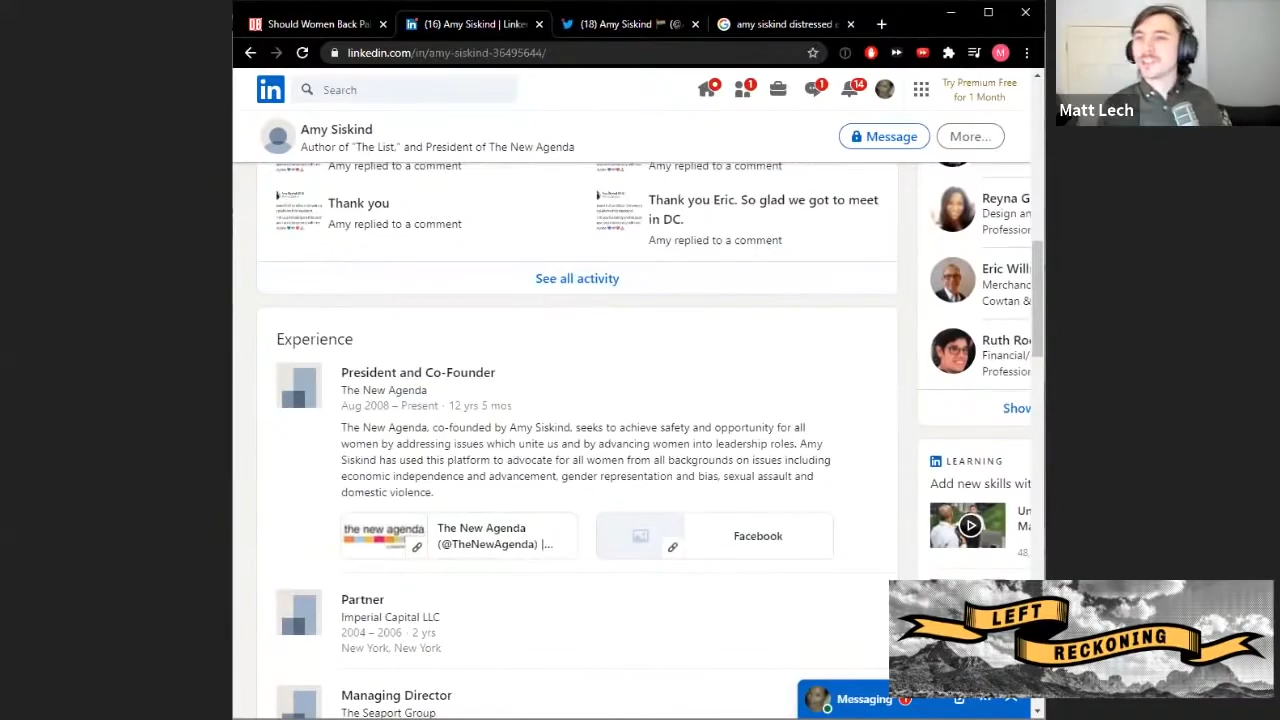 Should Women Back Pa
(16) Amy Siskind | Linke
(18) Amy Siskind
amy siskind distressed
linkedin.com/in/amy-siskind-36495644/
M
in
Search
1
1
14
Try Premium Free
for 1 Month
Matt Lech
Amy Siskind
Author of "The List," and President of The New Agenda
Message
More...
Amy replied to a comment
Amy replied to a comment
Thank you
Amy replied to a comment
Thank you Eric. So glad we got to meet
in DC.
Amy replied to a comment
See all activity
Reyna G
Design an
Profession
Eric Will
Merchanc
Cowtan &
Ruth Ro
Financial/
Profession
Show
Experience
President and Co-Founder
The New Agenda
Aug 2008 – Present · 12 yrs 5 mos
The New Agenda, co-founded by Amy Siskind, seeks to achieve safety and opportunity for all
women by addressing issues which unite us and by advancing women into leadership roles. Amy
Siskind has used this platform to advocate for all women from all backgrounds on issues including
economic independence and advancement, gender representation and bias, sexual assault and
domestic violence.
the new agenda
The New Agenda
(@TheNewAgenda) |...
Facebook
in LEARNING
Add new skills wit
Un
Ma
48,
Partner
Imperial Capital LLC
2004 – 2006 · 2 yrs
New York, New York
Managing Director
The Seaport Group
Messaging
LEFT
RECKONING